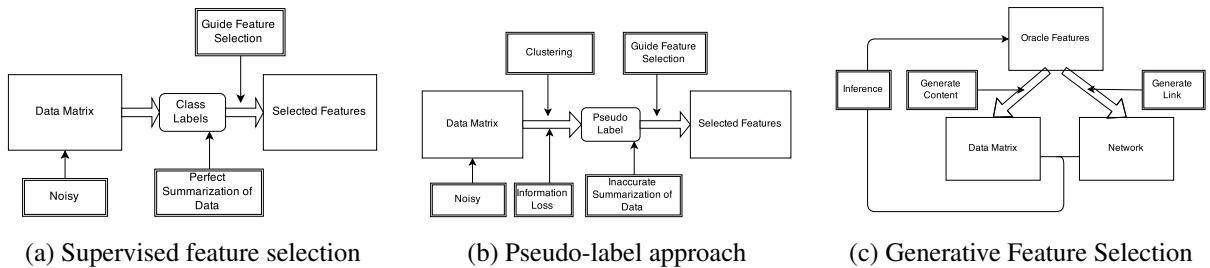 Guide Feature
Selection
Data Matrix
Class
Labels
Selected Features
Noisy
Perfect
Summarization of
Data
(a) Supervised feature selection
Clustering
Guide Feature
Selection
Data Matrix
Pseudo
Label
Selected Features
Noisy
Information
Loss
Inaccurate
Summarization of
Data
(b) Pseudo-label approach
Oracle Features
Inference
Generate
Content
Generate
Link
Data Matrix
Network
(c) Generative Feature Selection